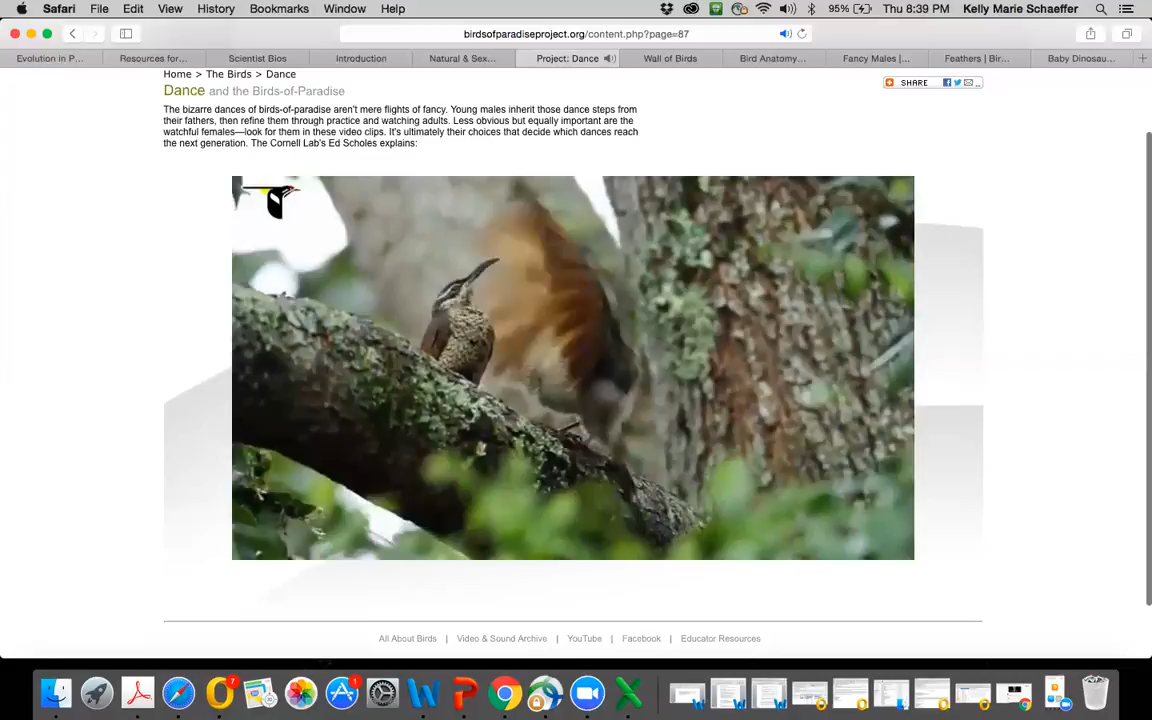 Safari File Edit View History Bookmarks Window Help 95% Thu 8:39 PM Kelly Marie Schaeffer
birdsofparadiseproject.org/content.php?page=87
Evolution in P... Resources for... Scientist Bios Introduction Natural & Sex... Project: Dance Wall of Birds Bird Anatomy... Fancy Males |... Feathers | Bir... Baby Dinosau...
Home > The Birds > Dance
SHARE
Dance and the Birds-of-Paradise
The bizarre dances of birds-of-paradise aren't mere flights of fancy. Young males inherit those dance steps from
their fathers, then refine them through practice and watching adults. Less obvious but equally important are the
watchful females—look for them in these video clips. It's ultimately their choices that decide which dances reach
the next generation. The Cornell Lab's Ed Scholes explains:
All About Birds | Video & Sound Archive | YouTube | Facebook | Educator Resources
7
1